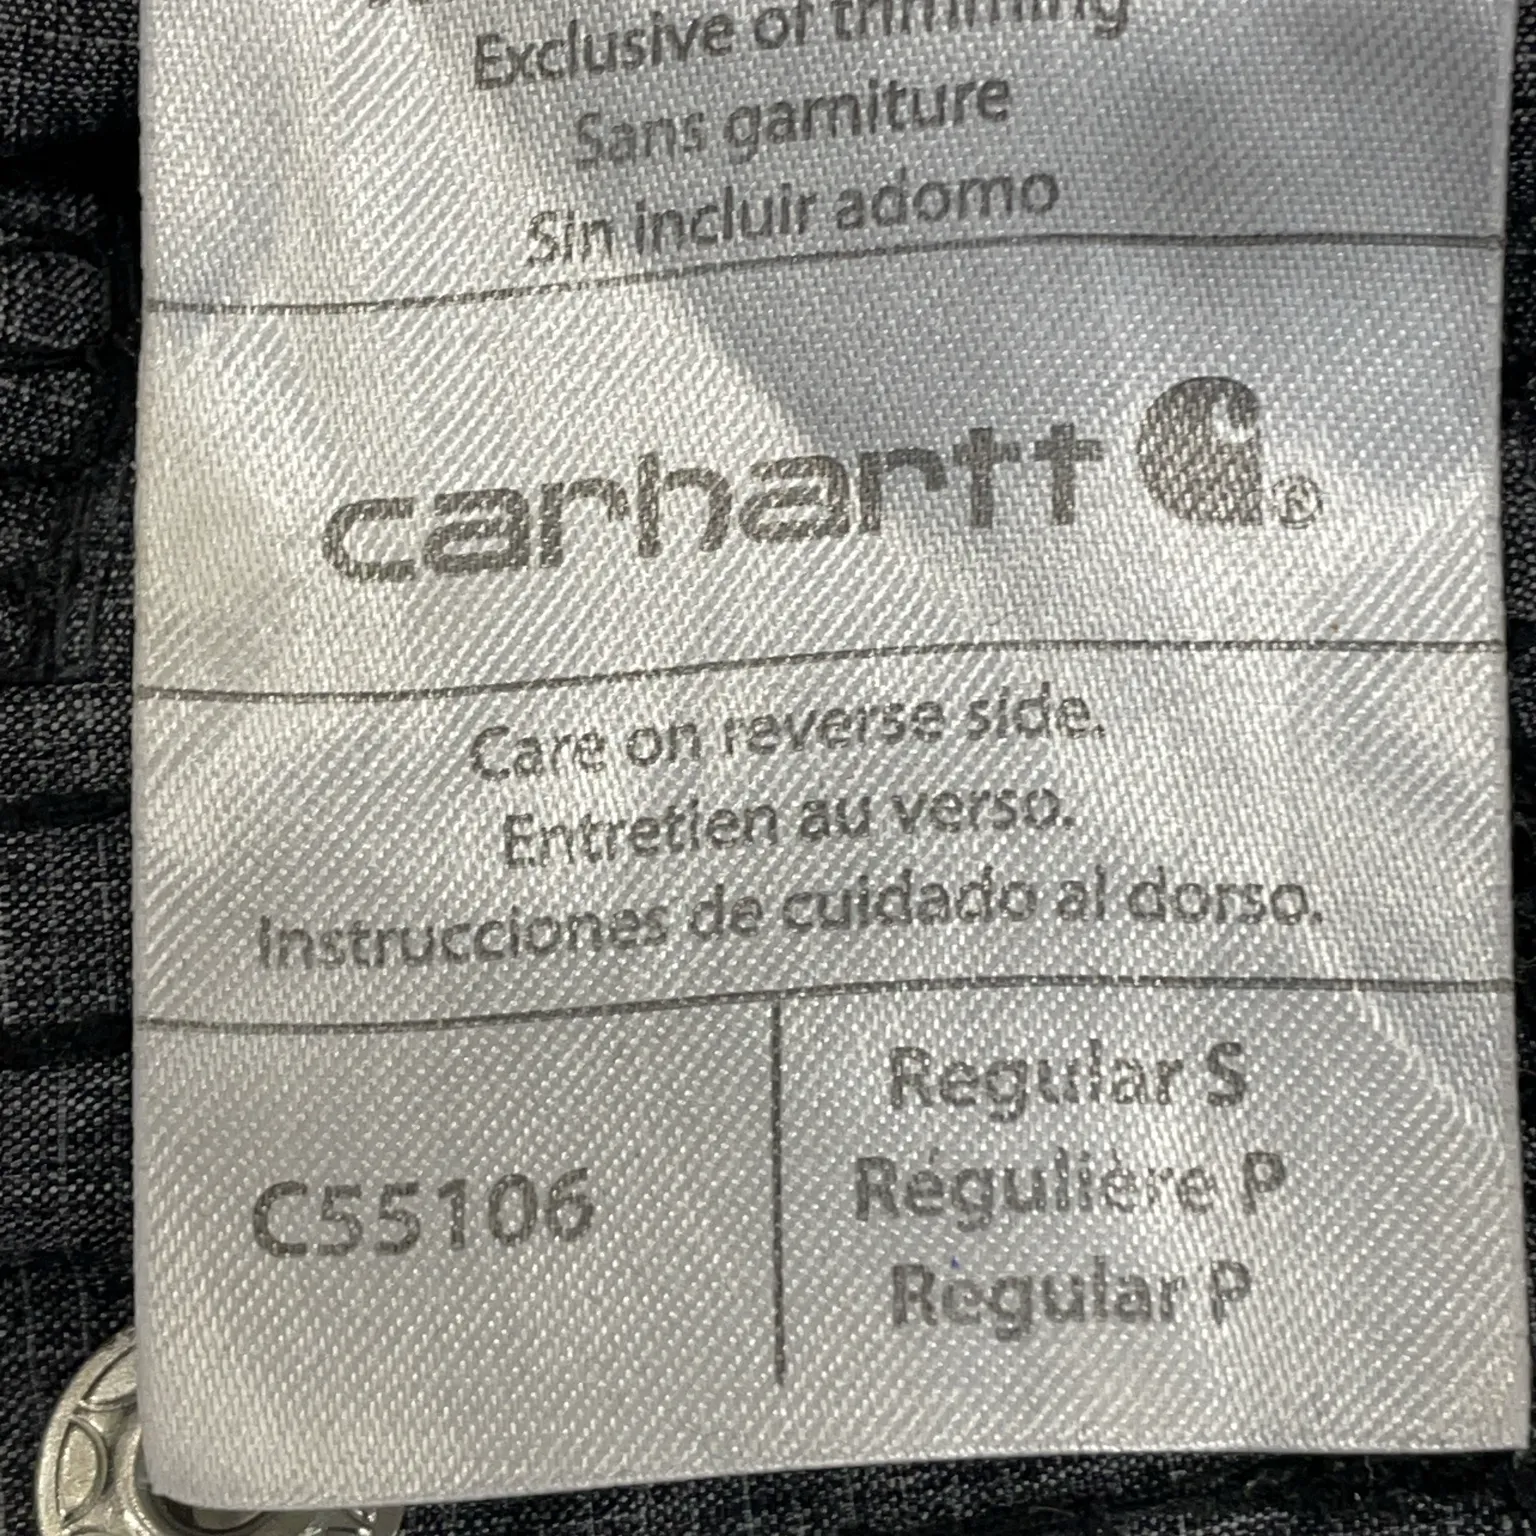 Exclusive of trimming
Sans garniture
Sin incluir adorno
carhartt ®
Care on reverse side.
Entretien au verso.
Instrucciones de cuidado al dorso.
C55106
Regular S
Régulière P
Regular P